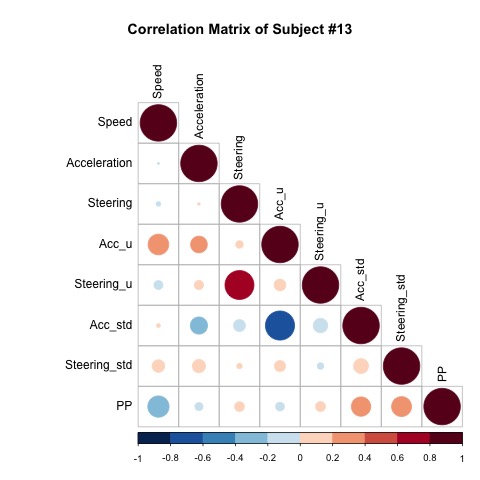 Correlation Matrix of Subject #13
Speed
Acceleration
Steering
Acc_u
Steering_u
Acc_std
Steering_std
PP
Speed
Acceleration
Steering
Acc_u
Steering_u
Acc_std
Steering_std
PP
-1 -0.8 -0.6 -0.4 -0.2 0 0.2 0.4 0.6 0.8 1